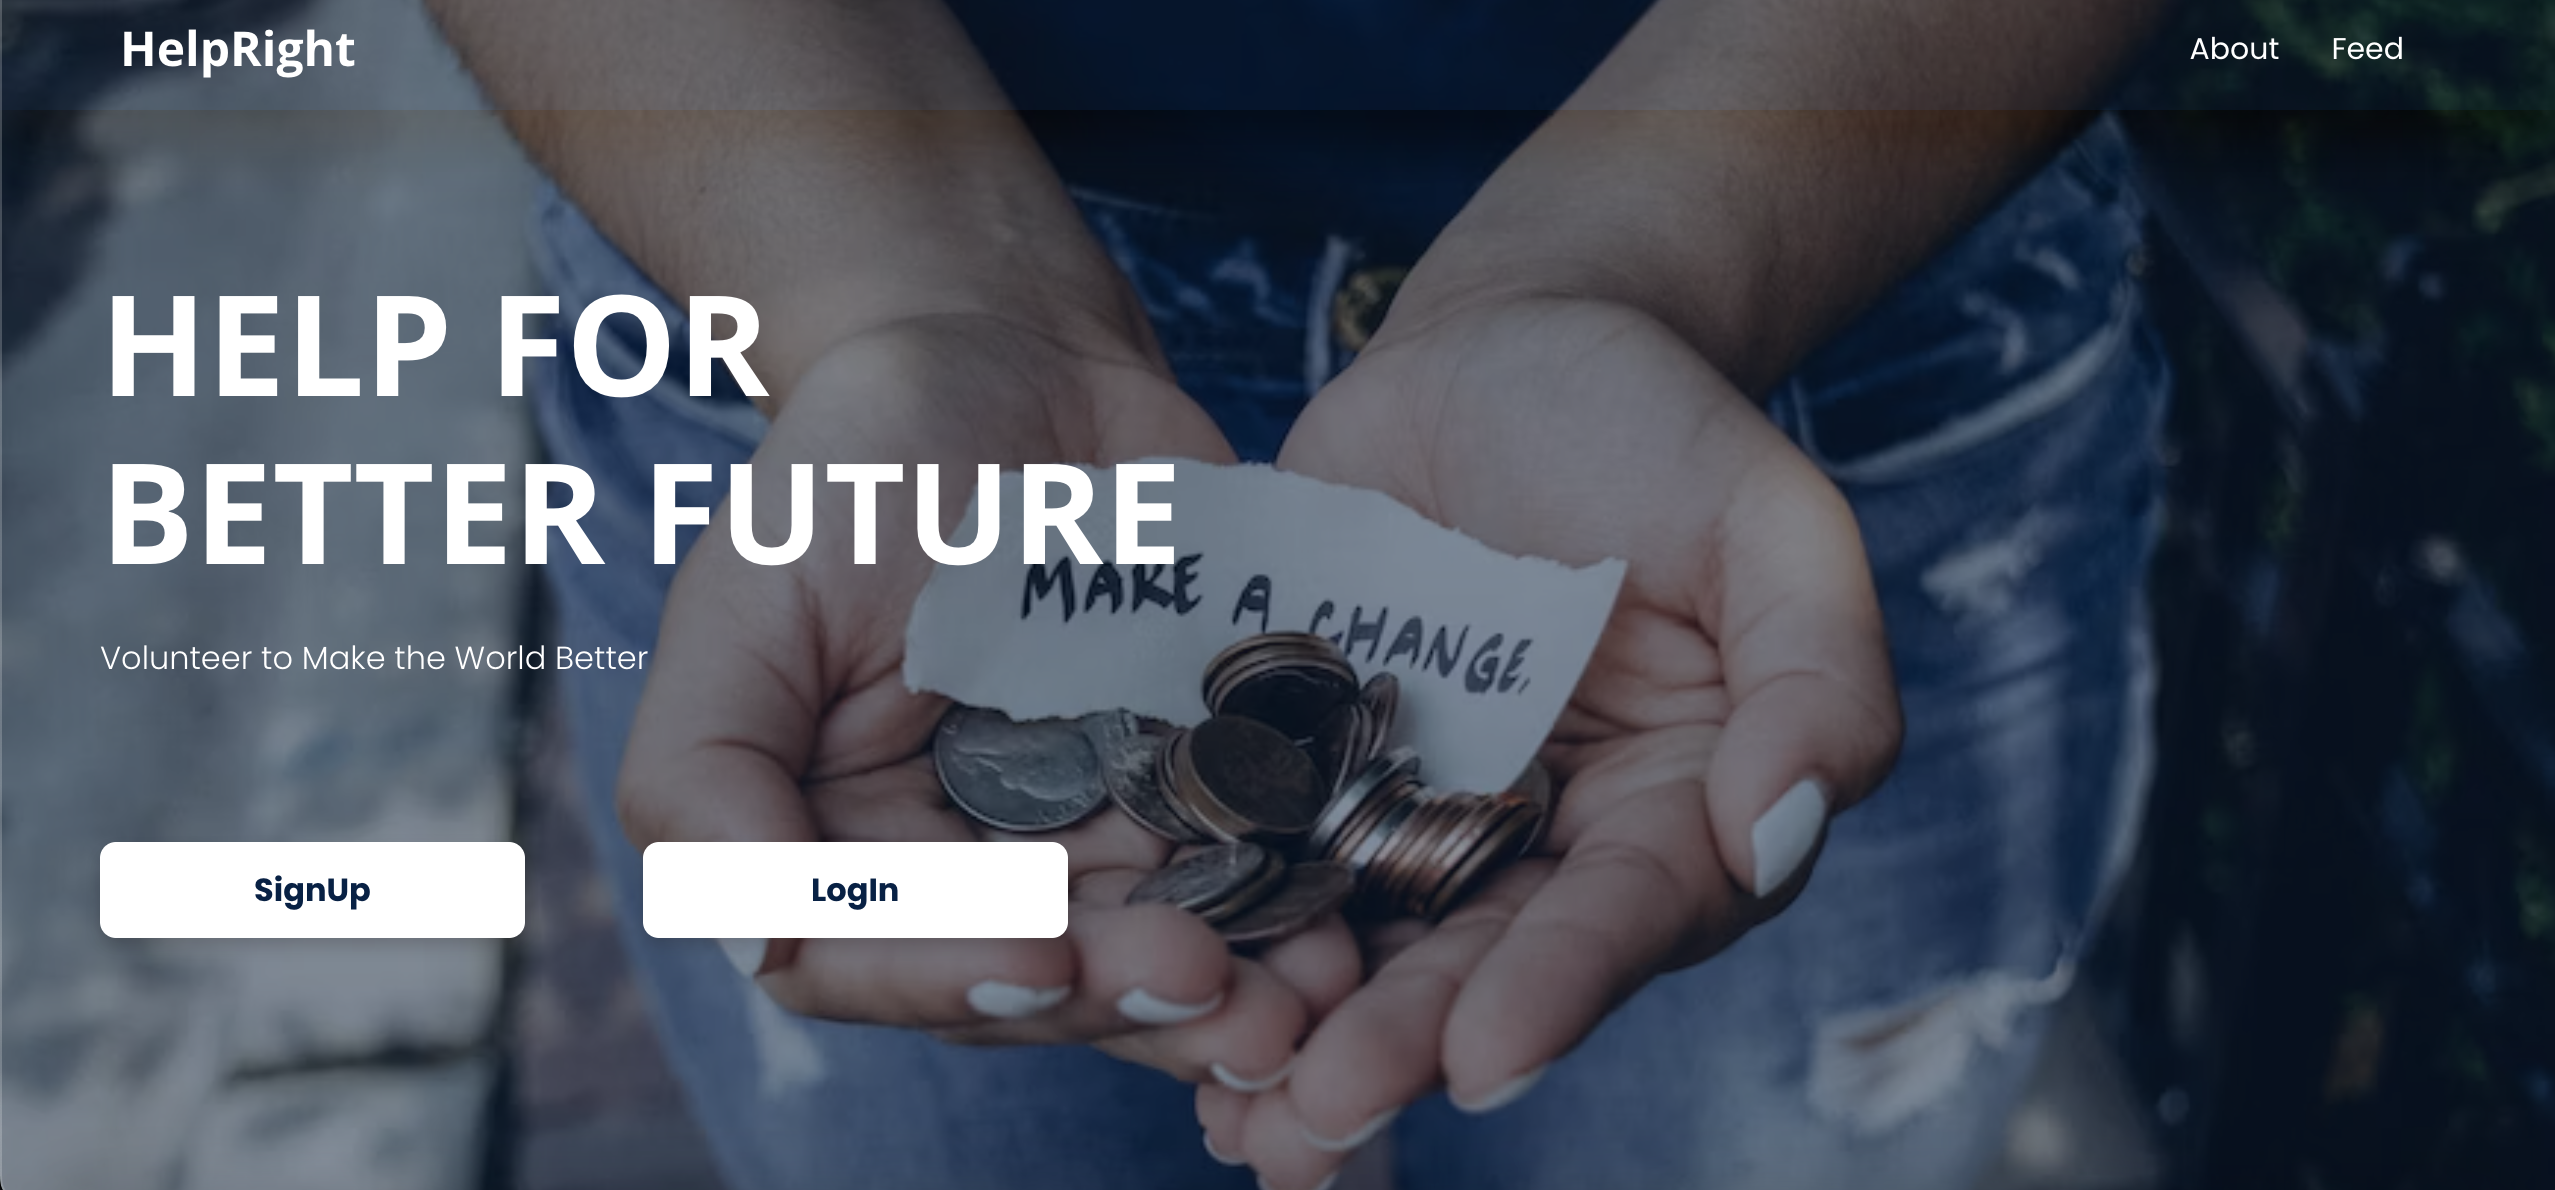 HelpRight
About Feed
HELP FOR
BETTER FUTURE
MAKE A CHANGE,
Volunteer to Make the World Better
SignUp LogIn